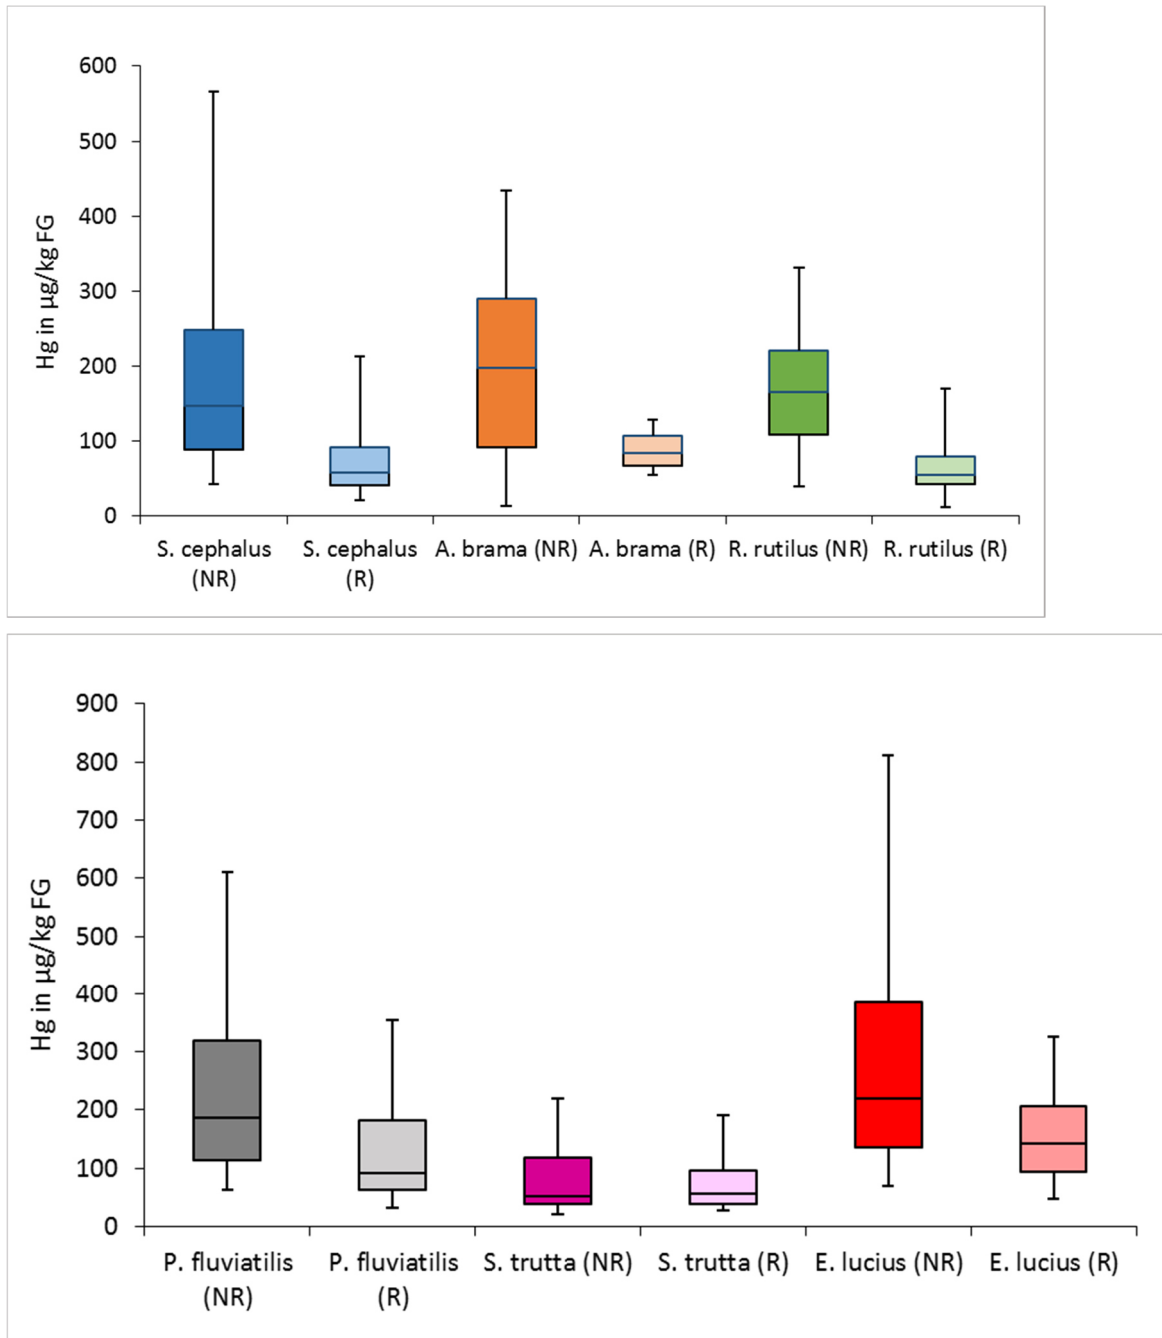 600
500
400
300
200
100
0
Hg in µg/kg FG
S. cephalus S. cephalus A. brama (NR) A. brama (R) R. rutilus (NR) R. rutilus (R)
(NR) (R)
900
800
700
600
500
400
300
200
100
0
Hg in µg/kg FG
P. fluviatilis P. fluviatilis S. trutta (NR) S. trutta (R) E. lucius (NR) E. lucius (R)
(NR) (R)